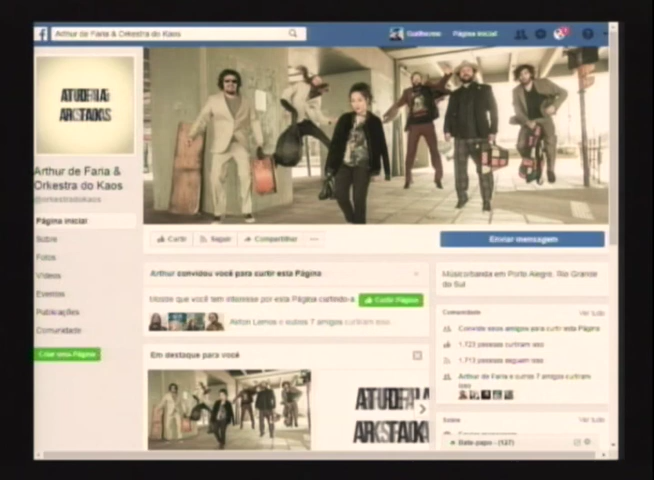 Arthur de Faria & Orkestra do Kaos
Guilherme
Página inicial
Arthur de Faria &
Orkestra do Kaos
@orkestradokaos
Página inicial
Sobre
Fotos
Vídeos
Eventos
Publicações
Comunidade
Criar uma Página
Curtir
Seguir
Compartilhar
Enviar mensagem
Arthur convidou você para curtir esta Página
Mostre que você tem interesse por esta Página curtindo-a.
Curtir Página
Airton Lemos e outros 7 amigos curtiram isso
Em destaque para você
Músico/banda em Porto Alegre, Rio Grande
do Sul
Comunidade
Ver tudo
Convide seus amigos para curtir esta Página
1.723 pessoas curtiram isso
1.713 pessoas seguem isso
Arthur de Faria e outros 7 amigos curtiram
isso
Sobre
Ver tudo
Bate-papo - (137)